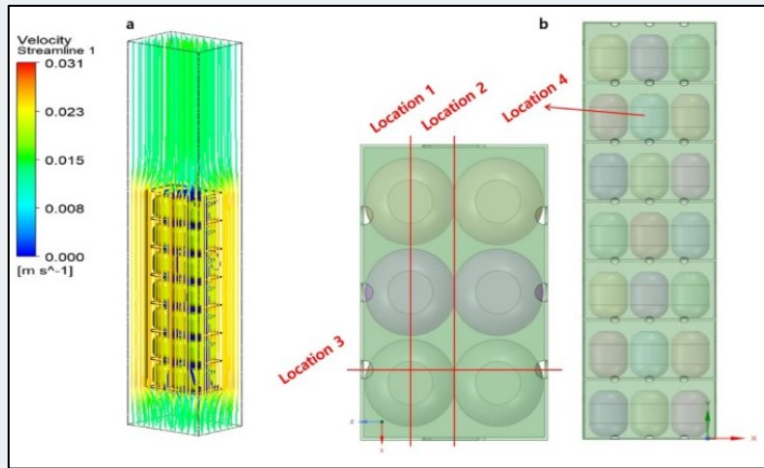 a
Velocity
Streamline 1
0.031
0.023
0.015
0.008
0.000
[m s^-1]
b
Location 1
Location 2
Location 3
Location 4
z
x
Y
X